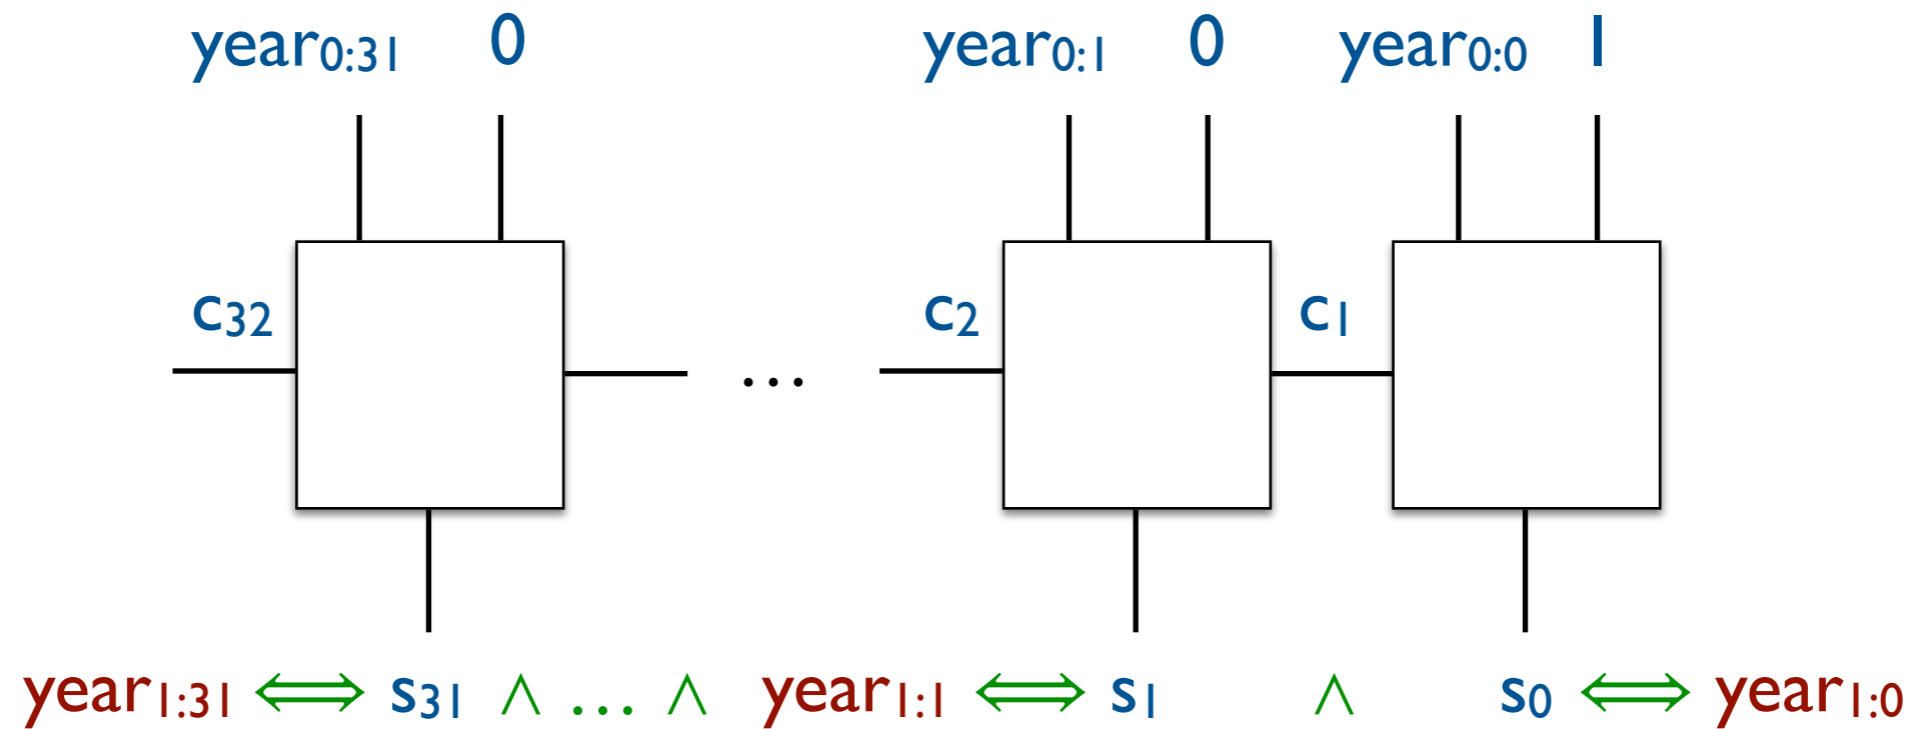 year0:31 0 year0:1 0 year0:0 1
c32 c2 c1
...
year1:31 ⇔ s31 ∧ ... ∧ year1:1 ⇔ s1 ∧ s0 ⇔ year1:0